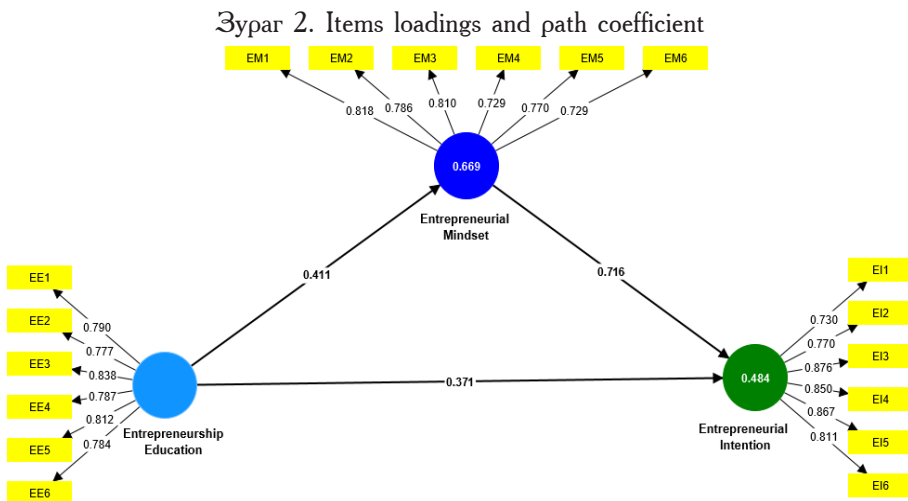 Зураг 2. Items loadings and path coefficient
EM1 EM2 EM3 EM4 EM5 EM6
0.818 0.786 0.810 0.729 0.770 0.729
0.669
Entrepreneurial
Mindset
0.411
0.716
EE1
EE2
EE3
EE4
EE5
EE6
0.790
0.777
0.838
0.787
0.812
0.784
Entrepreneurship
Education
0.371
0.484
Entrepreneurial
Intention
0.730
0.770
0.876
0.850
0.867
0.811
EI1
EI2
EI3
EI4
EI5
EI6